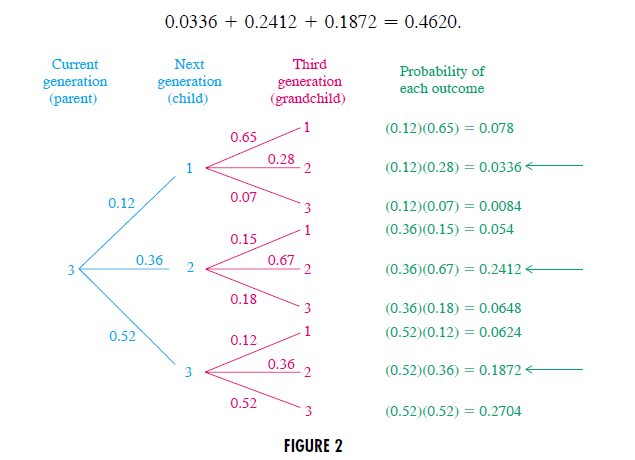 0.0336 + 0.2412 + 0.1872 = 0.4620.
Current
generation
(parent)
Next
generation
(child)
Third
generation
(grandchild)
Probability of
each outcome
3
0.12
0.36
0.52
1
0.65
0.28
0.07
1
2
3
2
0.15
0.67
0.18
1
2
3
3
0.12
0.36
0.52
1
2
3
(0.12)(0.65) = 0.078
(0.12)(0.28) = 0.0336
(0.12)(0.07) = 0.0084
(0.36)(0.15) = 0.054
(0.36)(0.67) = 0.2412
(0.36)(0.18) = 0.0648
(0.52)(0.12) = 0.0624
(0.52)(0.36) = 0.1872
(0.52)(0.52) = 0.2704
FIGURE 2